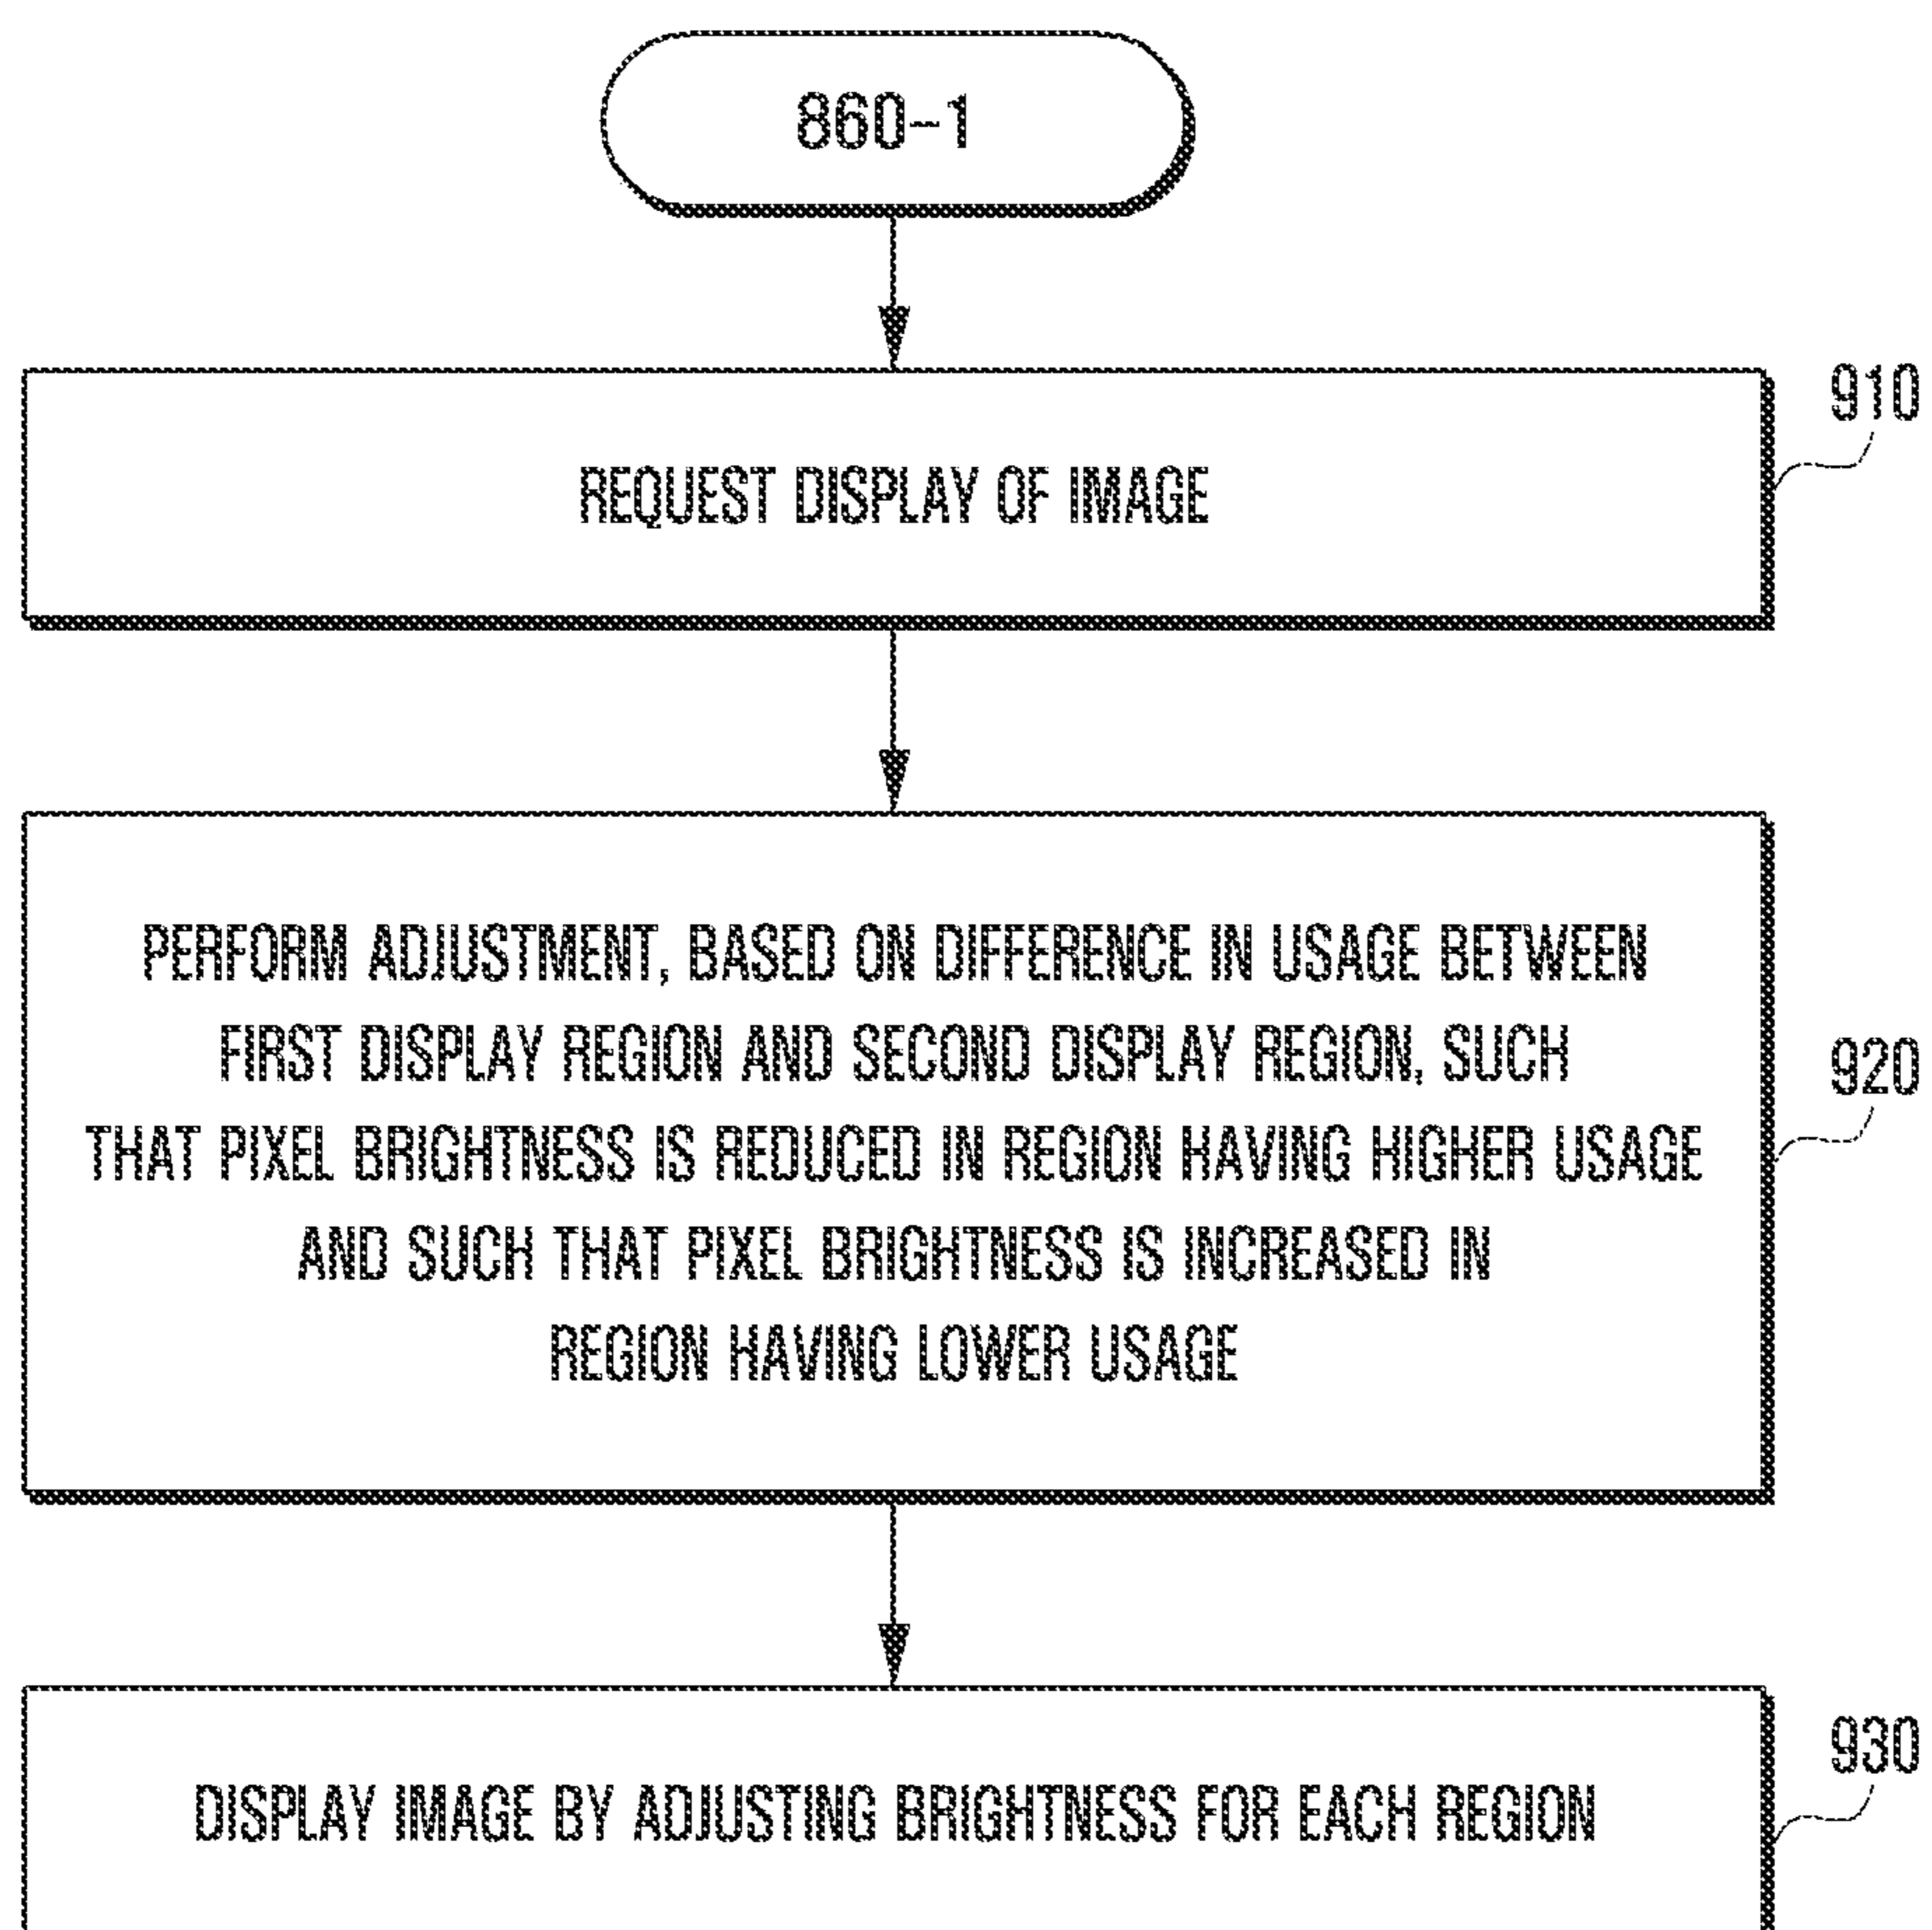 860-1
910
REQUEST DISPLAY OF IMAGE
PERFORM ADJUSTMENT, BASED ON DIFFERENCE IN USAGE BETWEEN
FIRST DISPLAY REGION AND SECOND DISPLAY REGION, SUCH
THAT PIXEL BRIGHTNESS IS REDUCED IN REGION HAVING HIGHER USAGE
AND SUCH THAT PIXEL BRIGHTNESS IS INCREASED IN
REGION HAVING LOWER USAGE
920
930
DISPLAY IMAGE BY ADJUSTING BRIGHTNESS FOR EACH REGION